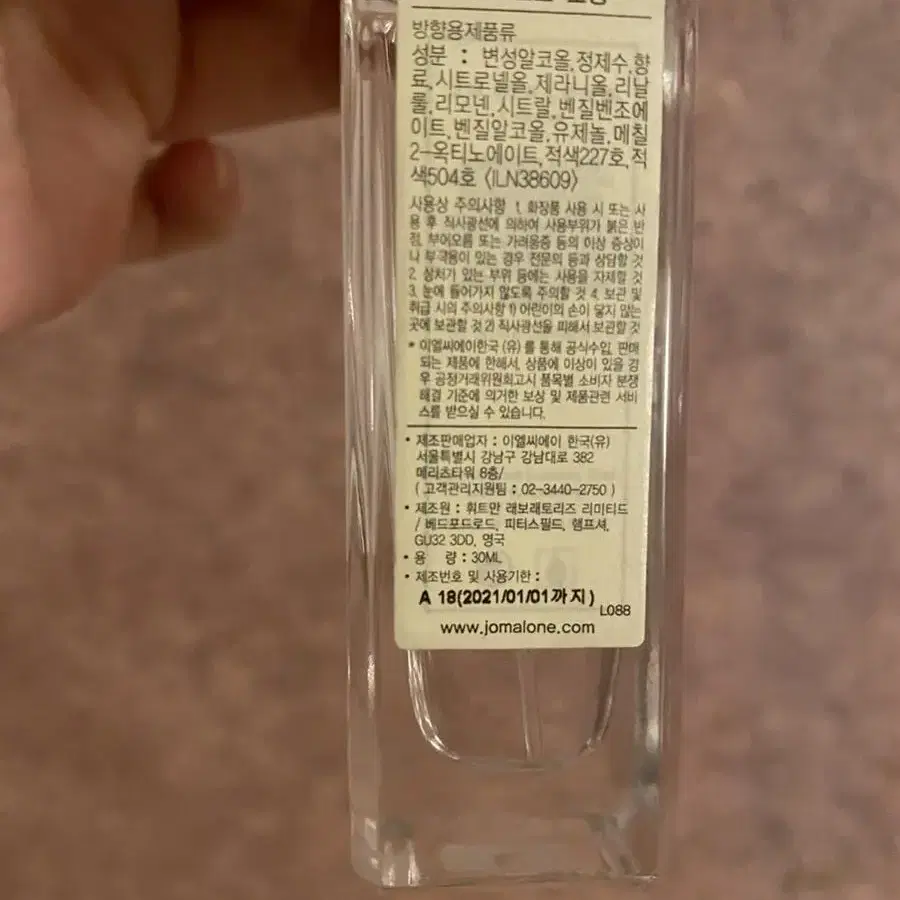 방향용제품류
성분 : 변성알코올,정제수,향
료,시트로넬올,제라니올,리날
룰,리모넨,시트랄,벤질벤조에
이트,벤질알코올,유제놀,메칠
2-옥티노에이트,적색227호,적
색504호 <ILN38609>
사용상 주의사항 1. 화장품 사용 시 또는 사
용 후 직사광선에 의하여 사용부위가 붉은 반
점, 부어오름 또는 가려움증 등의 이상 증상이
나 부작용이 있는 경우 전문의 등과 상담할 것
2. 상처가 있는 부위 등에는 사용을 자제할 것
3. 눈에 들어가지 않도록 주의할 것 4. 보관 및
취급 시의 주의사항 1) 어린이의 손이 닿지 않는
곳에 보관할 것 2) 직사광선을 피해서 보관할 것
* 이엘씨에이한국 (유) 를 통해 공식수입, 판매
되는 제품에 한해서, 상품에 이상이 있을 경
우 공정거래위원회고시 품목별 소비자 분쟁
해결 기준에 의거한 보상 및 제품관련 서비
스를 받으실 수 있습니다.
• 제조판매업자 : 이엘씨에이 한국(유)
서울특별시 강남구 강남대로 382
메리츠타워 8층/
( 고객관리지원팀 : 02-3440-2750 )
• 제조원 : 휘트만 래보래토리즈 리미티드
/ 베드포드로드, 피터스필드, 햄프셔,
GU32 3DD, 영국
• 용 량 : 30ML
• 제조번호 및 사용기한 :
A 18(2021/01/01까지)
L088
www.jomalone.com